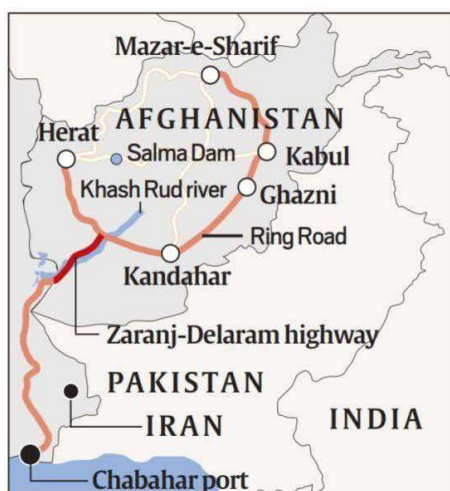 Mazar-e-Sharif
AFGHANISTAN
Herat
Salma Dam
Kabul
Khash Rud river
Ghazni
Ring Road
Kandahar
Zaranj-Delaram highway
PAKISTAN
IRAN
INDIA
Chabahar port